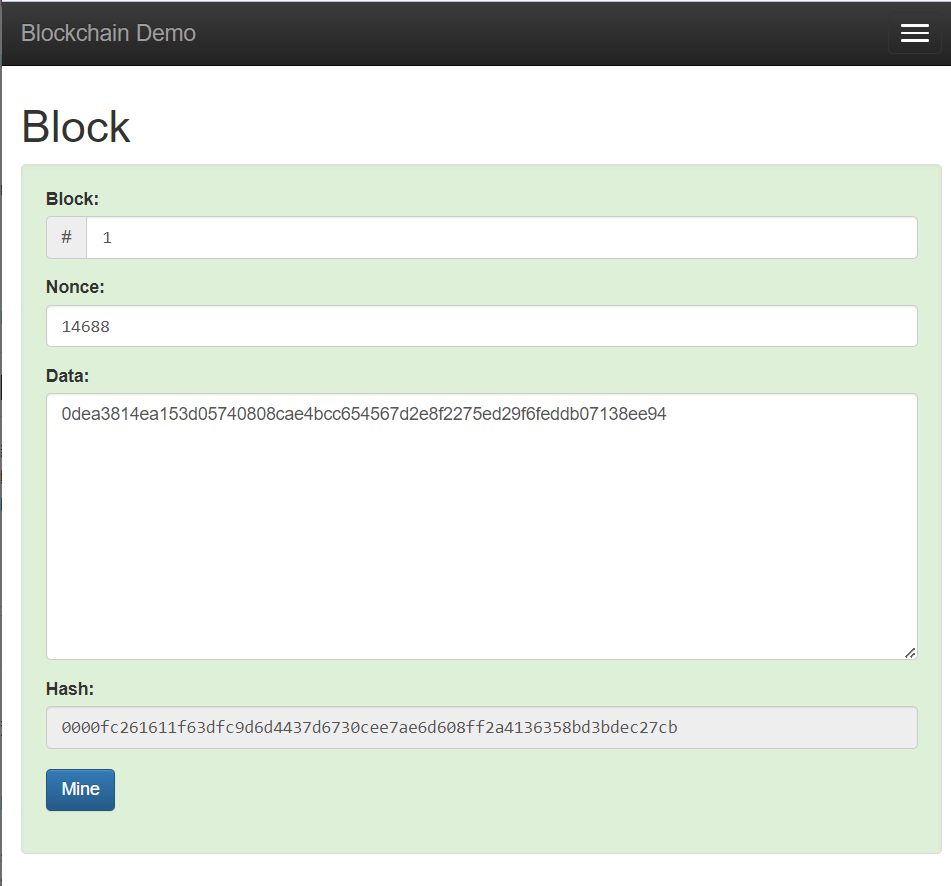 Blockchain Demo
Block
Block:
# 1
Nonce:
14688
Data:
0dea3814ea153d05740808cae4bcc654567d2e8f2275ed29f6feddb07138ee94
Hash:
0000fc261611f63dfc9d6d4437d6730cee7ae6d608ff2a4136358bd3bdec27cb
Mine